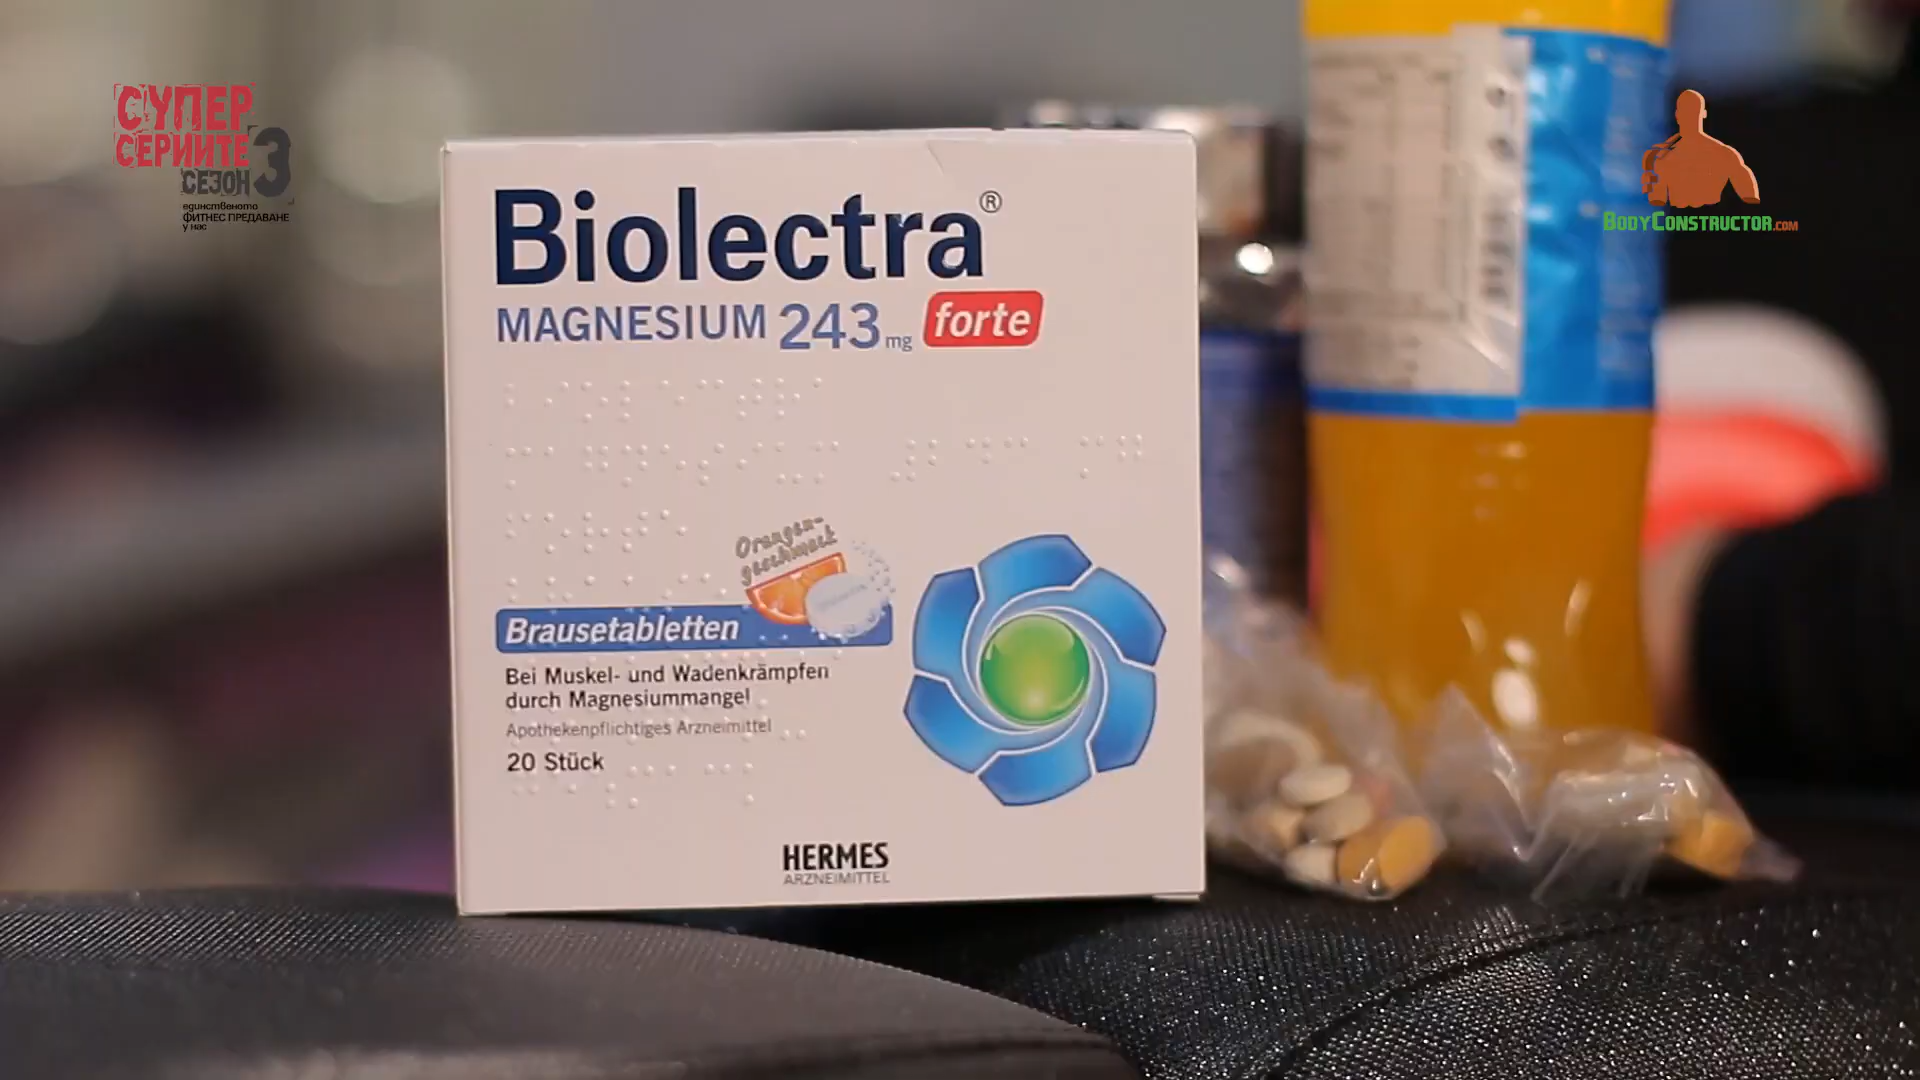 СУПЕР
СЕРИИТЕ 3
СЕЗОН
единственото
ФИТНЕС ПРЕДАВАНЕ
у нас
BODYCONSTRUCTOR.COM
Biolectra®
MAGNESIUM 243 mg forte
Orangen-
geschmack
Brausetabletten
Bei Muskel- und Wadenkrämpfen
durch Magnesiummangel
Apothekenpflichtiges Arzneimittel
20 Stück
HERMES
ARZNEIMITTEL